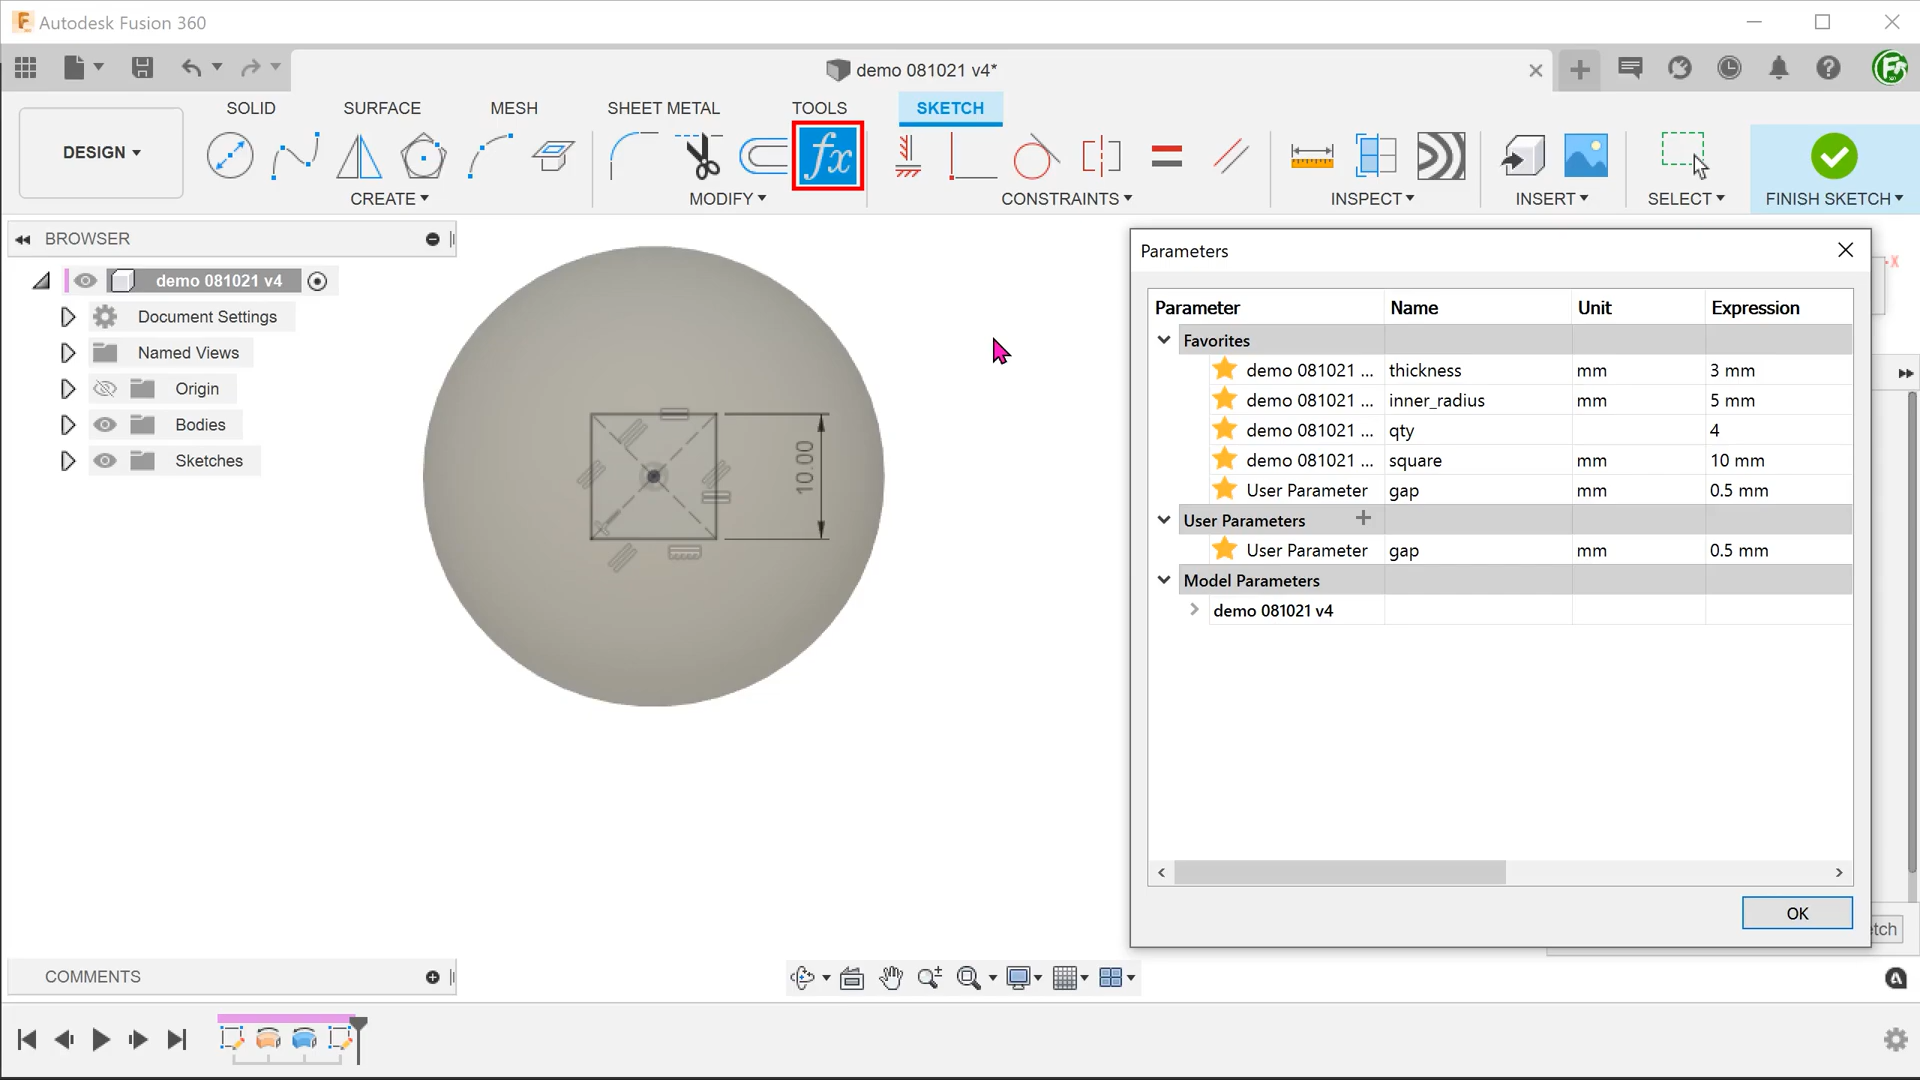 Autodesk Fusion 360
demo 081021 v4*
SOLID SURFACE MESH SHEET METAL TOOLS SKETCH
DESIGN
fx
CREATE MODIFY CONSTRAINTS INSPECT INSERT SELECT FINISH SKETCH
BROWSER
demo 081021 v4
Document Settings
Named Views
Origin
Bodies
Sketches
10.00
Parameters
Parameter Name Unit Expression
Favorites
demo 081021 ... thickness mm 3 mm
demo 081021 ... inner_radius mm 5 mm
demo 081021 ... qty 4
demo 081021 ... square mm 10 mm
User Parameter gap mm 0.5 mm
User Parameters
User Parameter gap mm 0.5 mm
Model Parameters
demo 081021 v4
OK
etch
X
COMMENTS